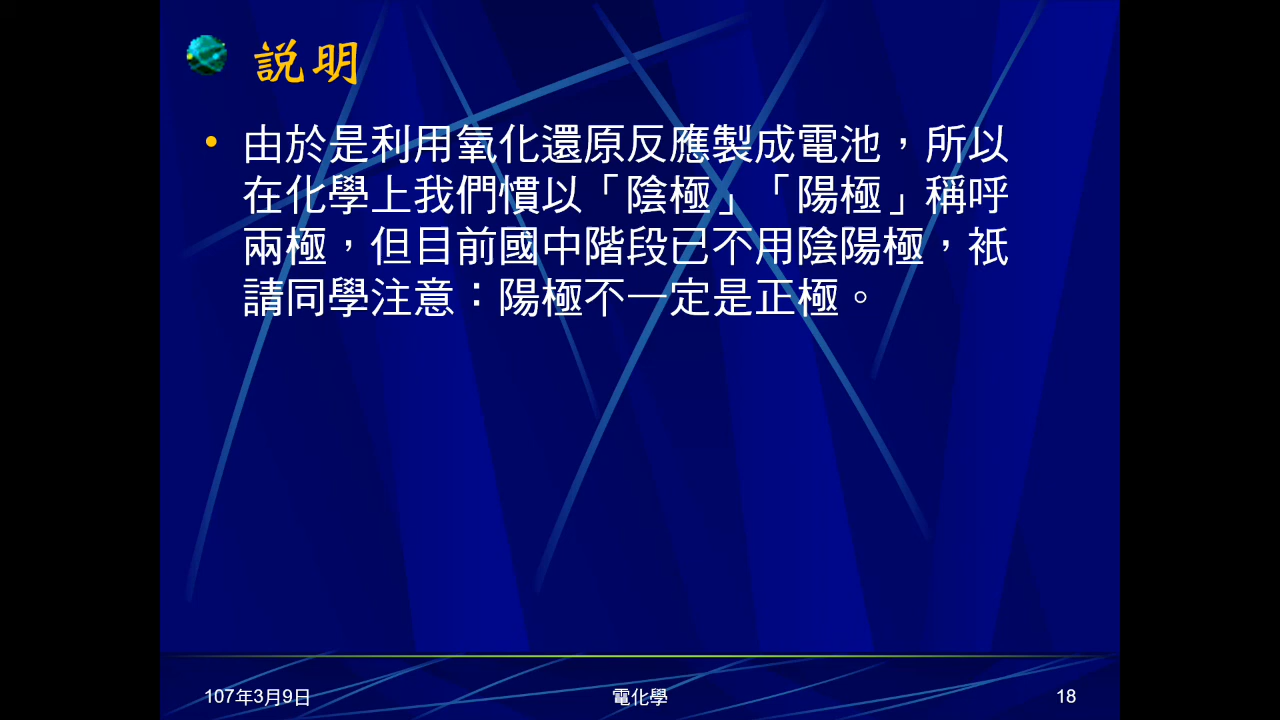 説明
• 由於是利用氧化還原反應製成電池，所以
在化學上我們慣以「陰極」「陽極」稱呼
兩極，但目前國中階段已不用陰陽極，衹
請同學注意：陽極不一定是正極。
107年3月9日
電化學
18